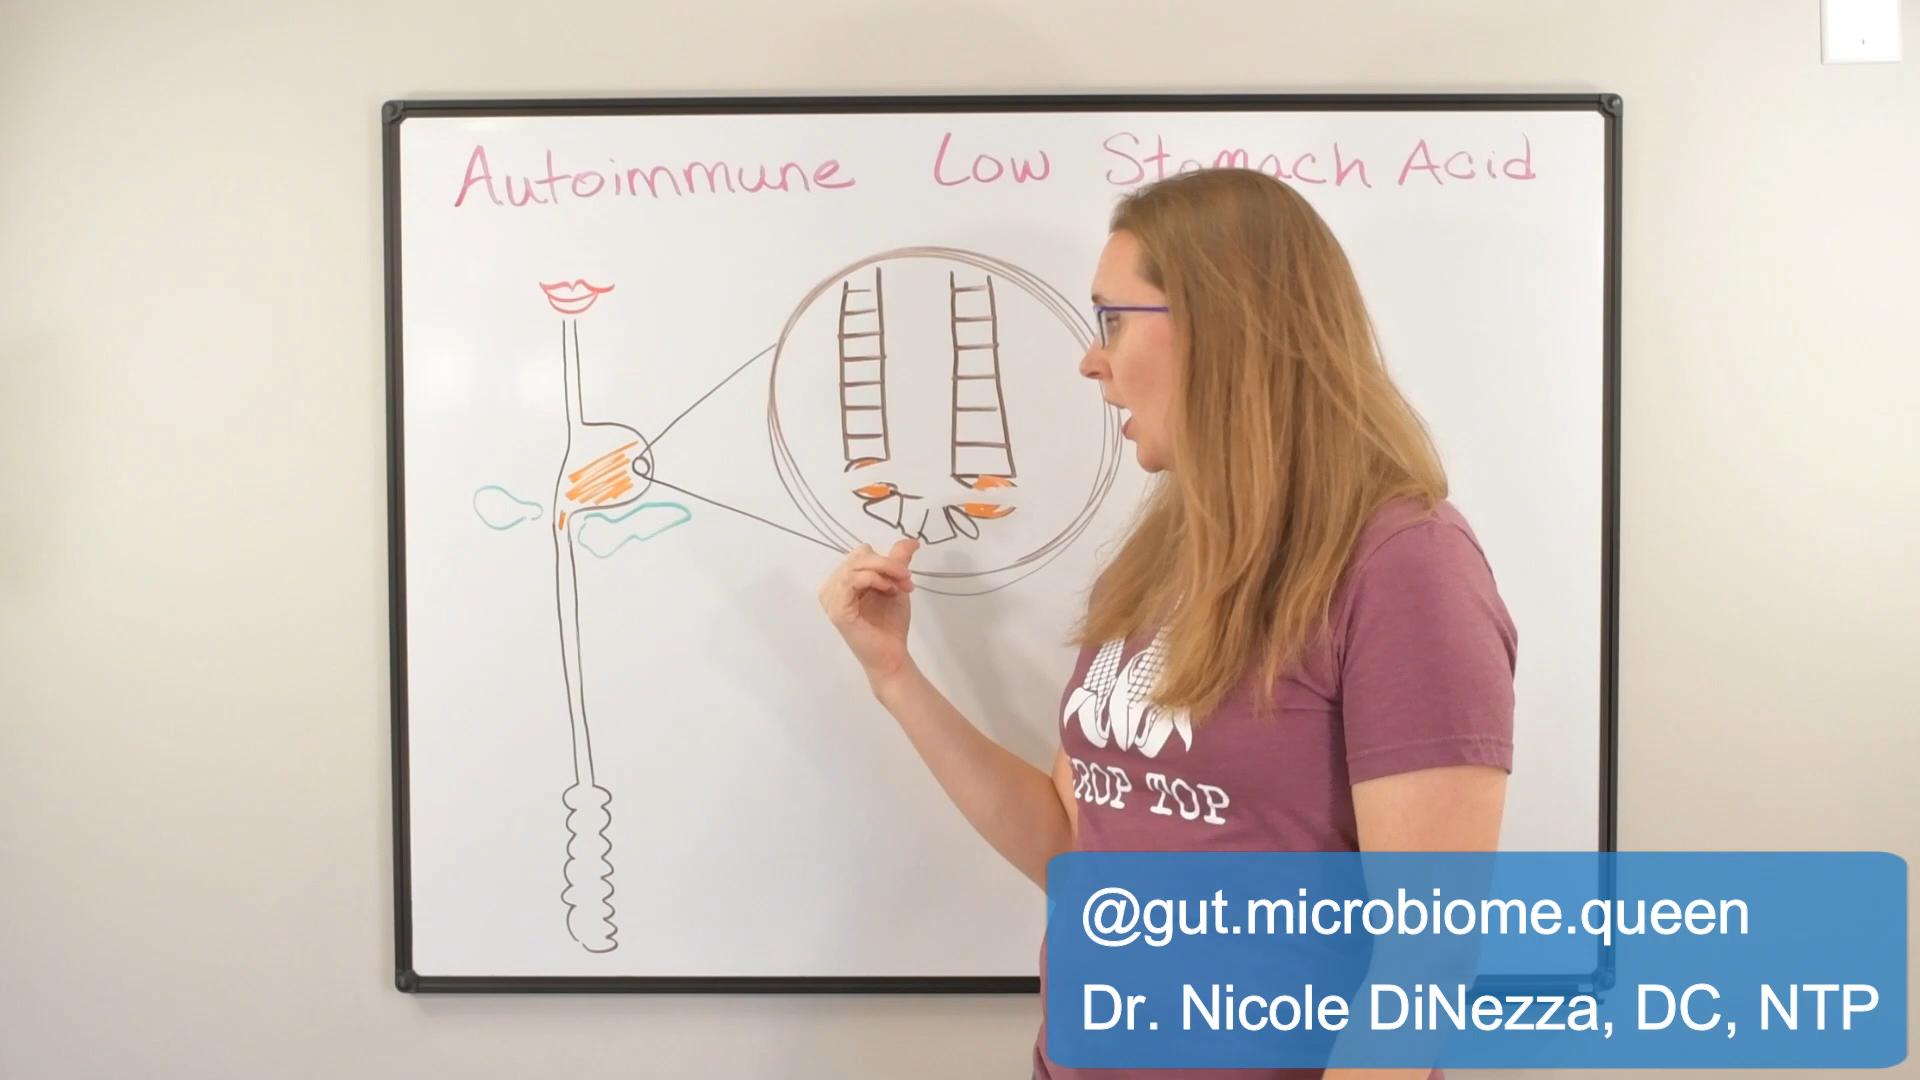 Autoimmune Low Stomach Acid
ROP TOP
@gut.microbiome.queen
Dr. Nicole DiNezza, DC, NTP